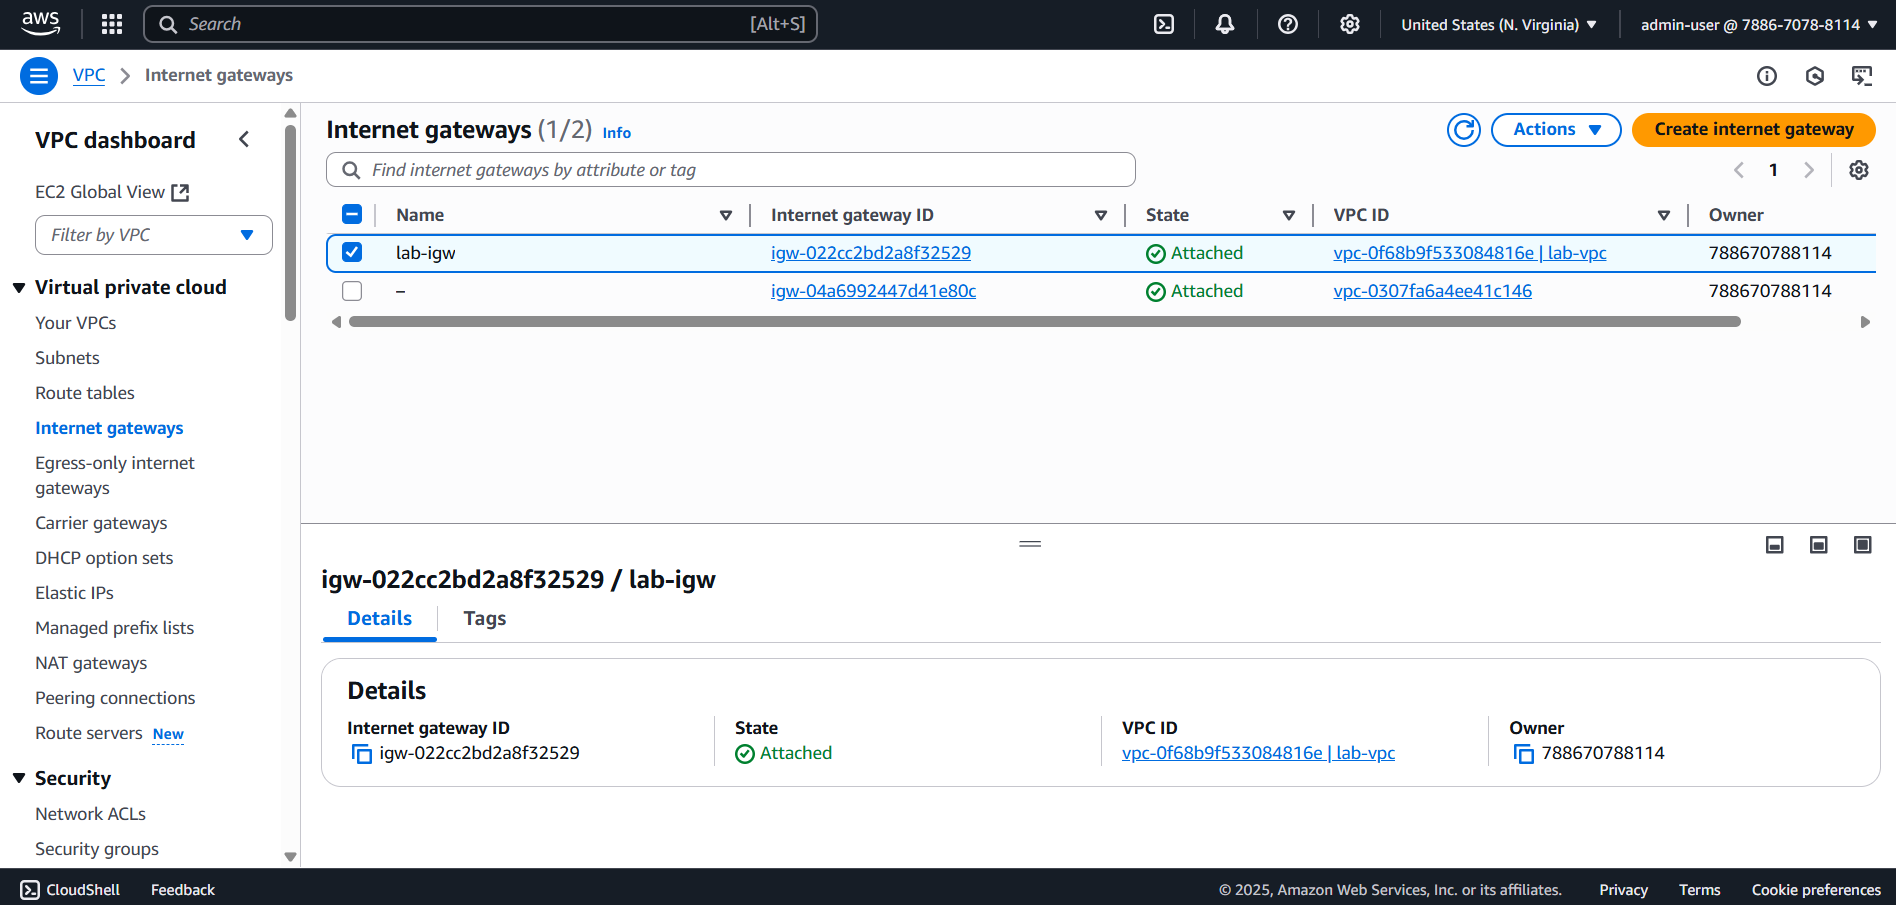 aws
Search [Alt+S]
United States (N. Virginia)
admin-user @ 7886-7078-8114
VPC
Internet gateways
VPC dashboard
EC2 Global View
Filter by VPC
Virtual private cloud
Your VPCs
Subnets
Route tables
Internet gateways
Egress-only internet
gateways
Carrier gateways
DHCP option sets
Elastic IPs
Managed prefix lists
NAT gateways
Peering connections
Route servers New
Security
Network ACLs
Security groups
Internet gateways (1/2) Info
Actions
Create internet gateway
Find internet gateways by attribute or tag
1
Name Internet gateway ID State VPC ID Owner
lab-igw igw-022cc2bd2a8f32529 Attached vpc-0f68b9f533084816e | lab-vpc 788670788114
– igw-04a6992447d41e80c Attached vpc-0307fa6a4ee41c146 788670788114
igw-022cc2bd2a8f32529 / lab-igw
Details Tags
Details
Internet gateway ID State VPC ID Owner
igw-022cc2bd2a8f32529 Attached vpc-0f68b9f533084816e | lab-vpc 788670788114
CloudShell Feedback © 2025, Amazon Web Services, Inc. or its affiliates. Privacy Terms Cookie preferences